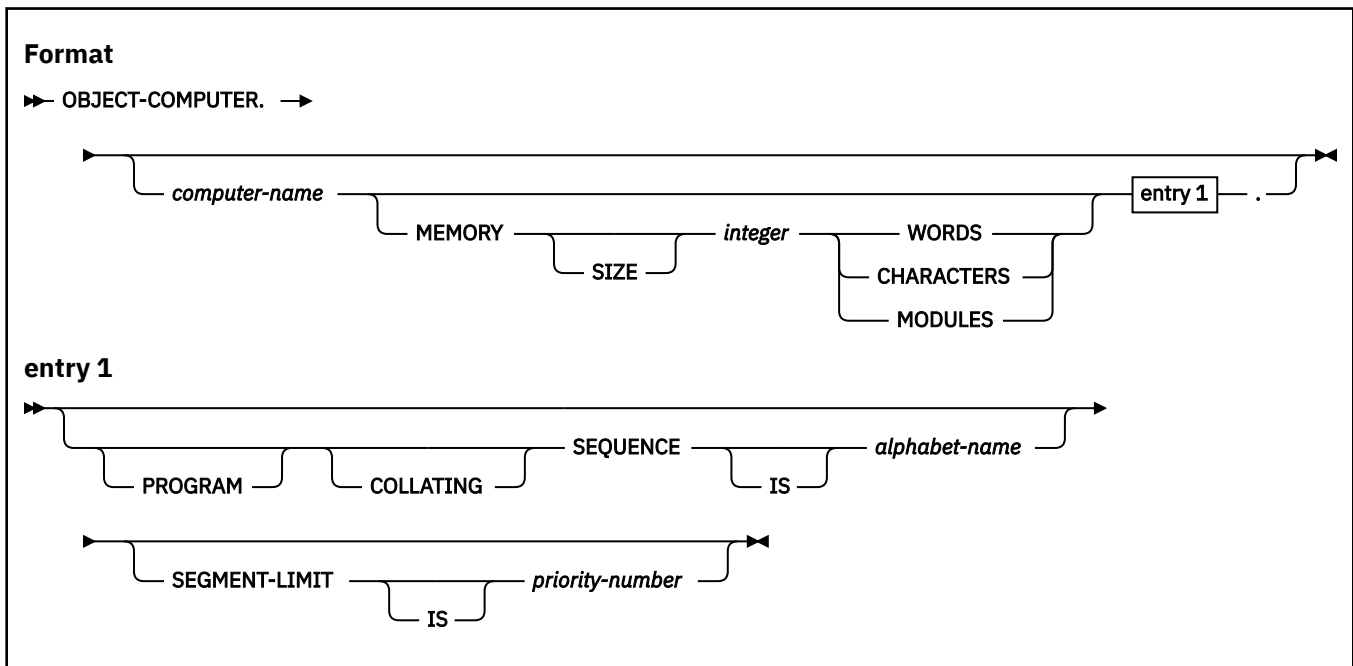 Format
OBJECT-COMPUTER.
computer-name entry 1 .
MEMORY integer WORDS
SIZE CHARACTERS
MODULES
entry 1
SEQUENCE alphabet-name
PROGRAM COLLATING IS
SEGMENT-LIMIT priority-number
IS